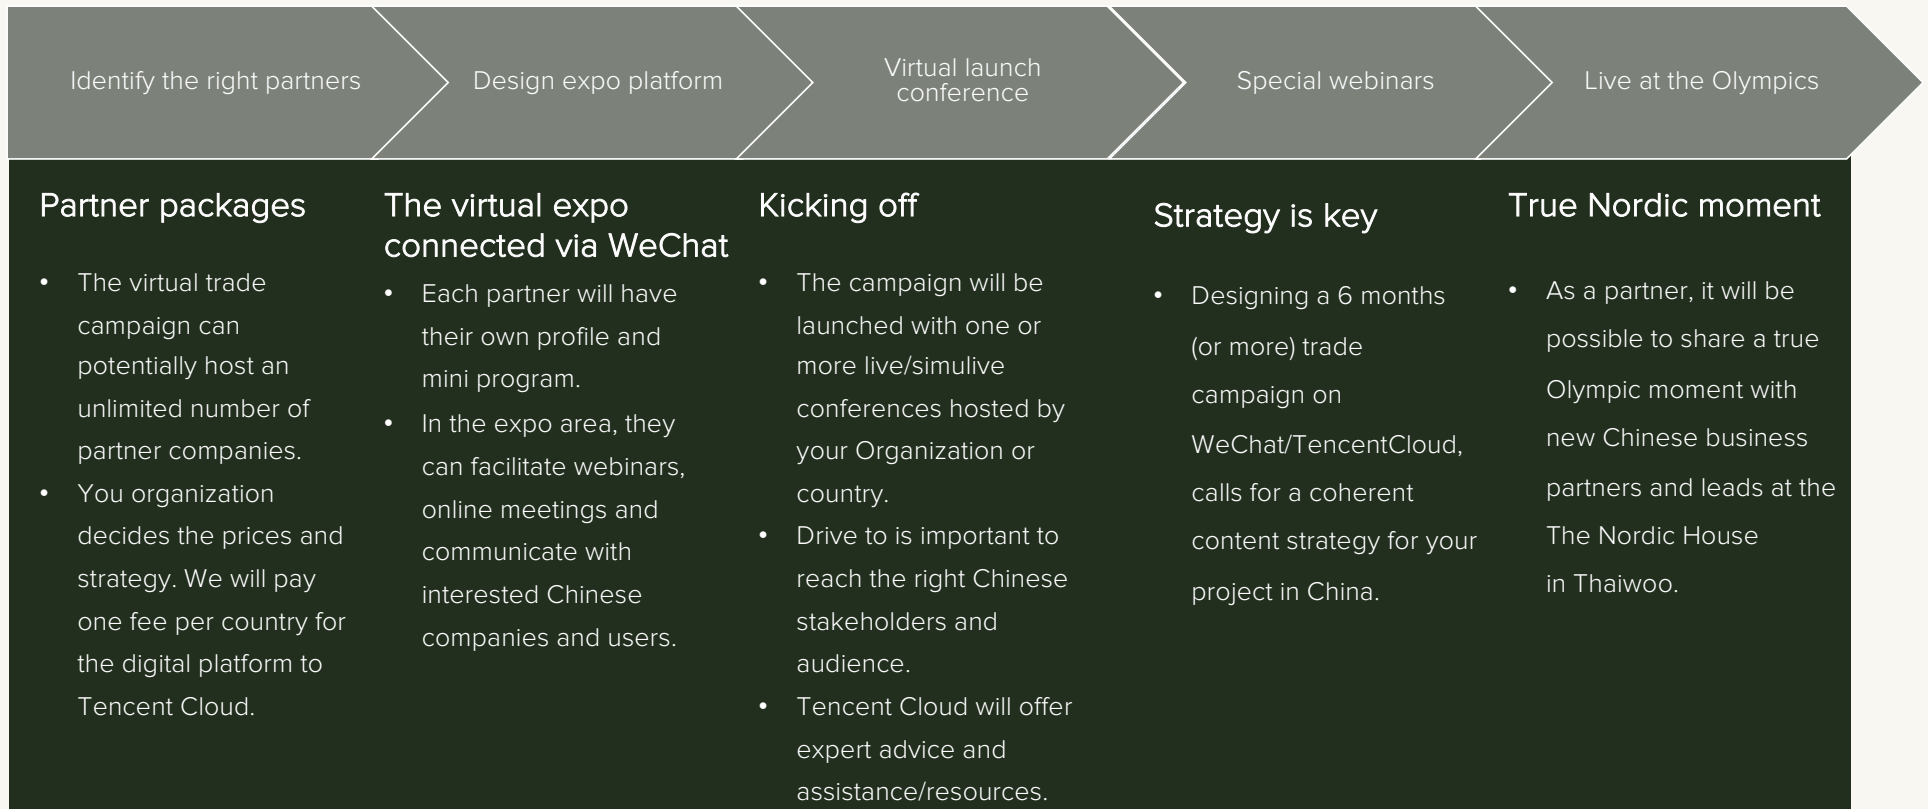 Identify the right partners
Design expo platform
Virtual launch
conference
Special webinars
Live at the Olympics
Partner packages
• The virtual trade
campaign can
potentially host an
unlimited number of
partner companies.
• You organization
decides the prices and
strategy. We will pay
one fee per country for
the digital platform to
Tencent Cloud.
The virtual expo
connected via WeChat
• Each partner will have
their own profile and
mini program.
• In the expo area, they
can facilitate webinars,
online meetings and
communicate with
interested Chinese
companies and users.
Kicking off
• The campaign will be
launched with one or
more live/simulive
conferences hosted by
your Organization or
country.
• Drive to is important to
reach the right Chinese
stakeholders and
audience.
• Tencent Cloud will offer
expert advice and
assistance/resources.
Strategy is key
• Designing a 6 months
(or more) trade
campaign on
WeChat/TencentCloud,
calls for a coherent
content strategy for your
project in China.
True Nordic moment
• As a partner, it will be
possible to share a true
Olympic moment with
new Chinese business
partners and leads at the
The Nordic House
in Thaiwoo.